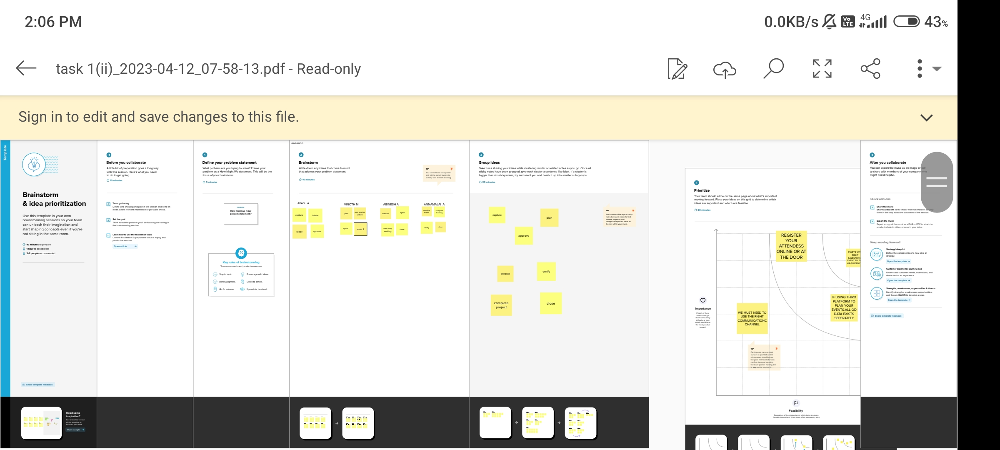 2:06 PM
0.0KB/s
Vo
LTE
4G
43%
task 1(ii)_2023-04-12_07-58-13.pdf - Read-only
Sign in to edit and save changes to this file.
Template
Brainstorm
& idea prioritization
Use this template in your own
brainstorming sessions so your team
can unleash their imagination and
start shaping concepts even if you're
not sitting in the same room.
10 minutes to prepare
1 hour to collaborate
2-8 people recommended
Share template feedback
Need some
inspiration?
See a finished version
of this template to
kickstart your work.
Open example
Before you collaborate
A little bit of preparation goes a long way
with this session. Here's what you need
to do to get going.
10 minutes
A
Team gathering
Define who should participate in the session and send an
invite. Share relevant information or pre-work ahead.
B
Set the goal
Think about the problem you'll be focusing on solving in
the brainstorming session.
C
Learn how to use the facilitation tools
Use the Facilitation Superpowers to run a happy and
productive session.
Open article
1
Define your problem statement
What problem are you trying to solve? Frame your
problem as a How Might We statement. This will be the
focus of your brainstorm.
5 minutes
PROBLEM
How might we [your
problem statement]?
Key rules of brainstorming
To run an smooth and productive session
Stay in topic.
Encourage wild ideas.
Defer judgment.
Listen to others.
Go for volume.
If possible, be visual.
aaaannn
2
Brainstorm
Write down any ideas that come to mind
that address your problem statement.
10 minutes
TIP
You can select a sticky note
and hit the pencil [switch to
sketch] icon to start drawing!
AKASH A
capture
intiate
scope
approve
VINOTH M
plan
user stories
written
sprint 1
sprint 3
ABINESH A
execute
sprin
new way
working
close
ANNAMALAI A
complete
project
complete
learning
verify
close
3
Group ideas
Take turns sharing your ideas while clustering similar or related notes as you go. Once all
sticky notes have been grouped, give each cluster a sentence-like label. If a cluster is
bigger than six sticky notes, try and see if you and break it up into smaller sub-groups.
20 minutes
TIP
Add customizable tags to sticky
notes to make it easier to find,
browse, organize, and
categorize important ideas as
themes within your mural.
capture
plan
approve
execute
verify
complete
project
close
4
Prioritize
Your team should all be on the same page about what's important
moving forward. Place your ideas on this grid to determine which
ideas are important and which are feasible.
20 minutes
REGISTER
YOUR
ATTENDESS
ONLINE OR AT
THE DOOR
STARTS WIT
RIGHT
SALESFORC
EVENT BY T
HR GUIDENC
IF USING THIRD
PLATFORM TO
PLAN YOUR
EVENTS,ALL OD
DATA EXISTS
SEPERATELY
WE MUST NEED TO
USE THE RIGHT
COMMUNICATIONC
CHANNEL
Importance
If each of these
tasks could get
done without any
difficulty or cost,
which would have
the most positive
impact?
TIP
Participants can use their
cursors to point at where
sticky notes should go on
the grid. The facilitator can
confirm the spot by using
the laser pointer holding the
H key on the keyboard.
Feasibility
Regardless of their importance, which tasks are more
feasible than others? (Cost, time, effort, complexity, etc.)
After you collaborate
You can export the mural as an image or pdf
to share with members of your company who
might find it helpful.
Quick add-ons
A
Share the mural
Share a view link to the mural with stakeholders to keep
them in the loop about the outcomes of the session.
B
Export the mural
Export a copy of the mural as a PNG or PDF to attach to
emails, include in slides, or save in your drive.
Keep moving forward
Strategy blueprint
Define the components of a new idea or
strategy.
Open the template
Customer experience journey map
Understand customer needs, motivations, and
obstacles for an experience.
Open the template
Strengths, weaknesses, opportunities & threats
Identify strengths, weaknesses, opportunities,
and threats (SWOT) to develop a plan.
Open the template
Share template feedback